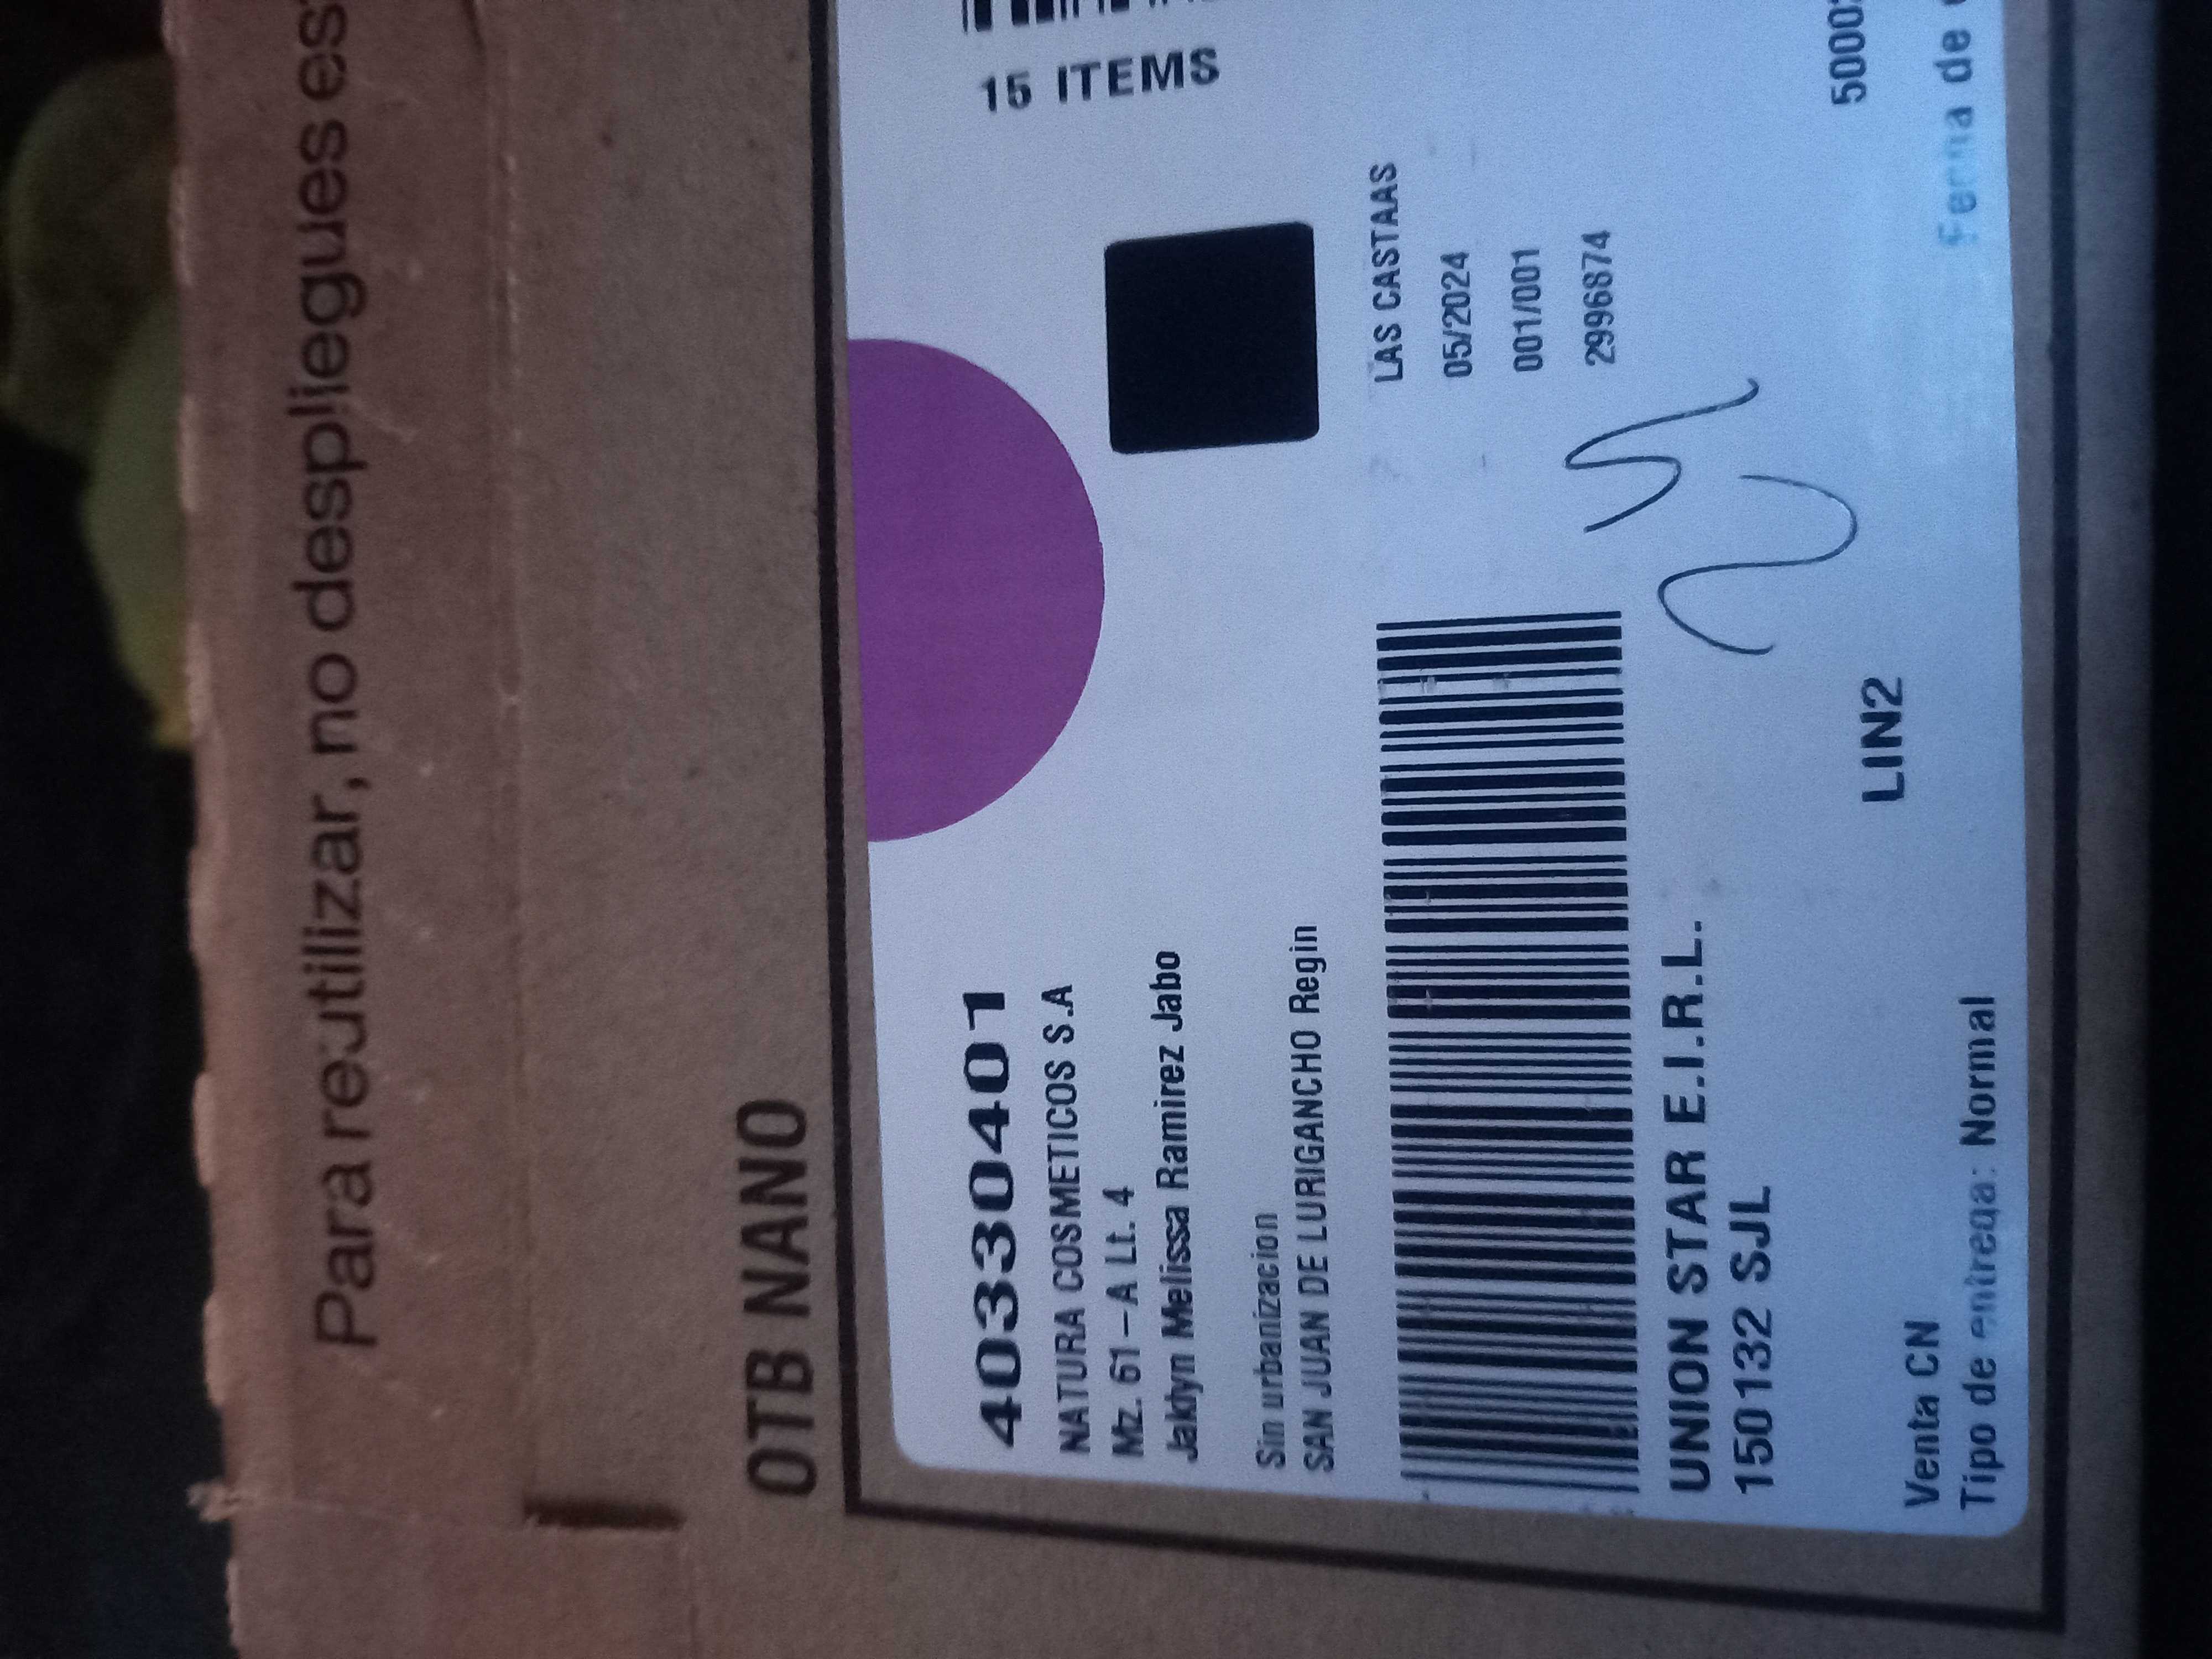 Para reutilizar, no despliegues es
OTB NANO
40330401
15 ITEMS
NATURA COSMETICOS S.A
Mz. 61-A Lt. 4
Jaklyn Melissa Ramirez Jabo
Sin urbanizacion
SAN JUAN DE LURIGANCHO Regin
LAS CASTAAS
05/2024
001/001
2996874
UNION STAR E.I.R.L.
150132 SJL
LIN2
5000
Venta CN
Tipo de entrega: Normal
de